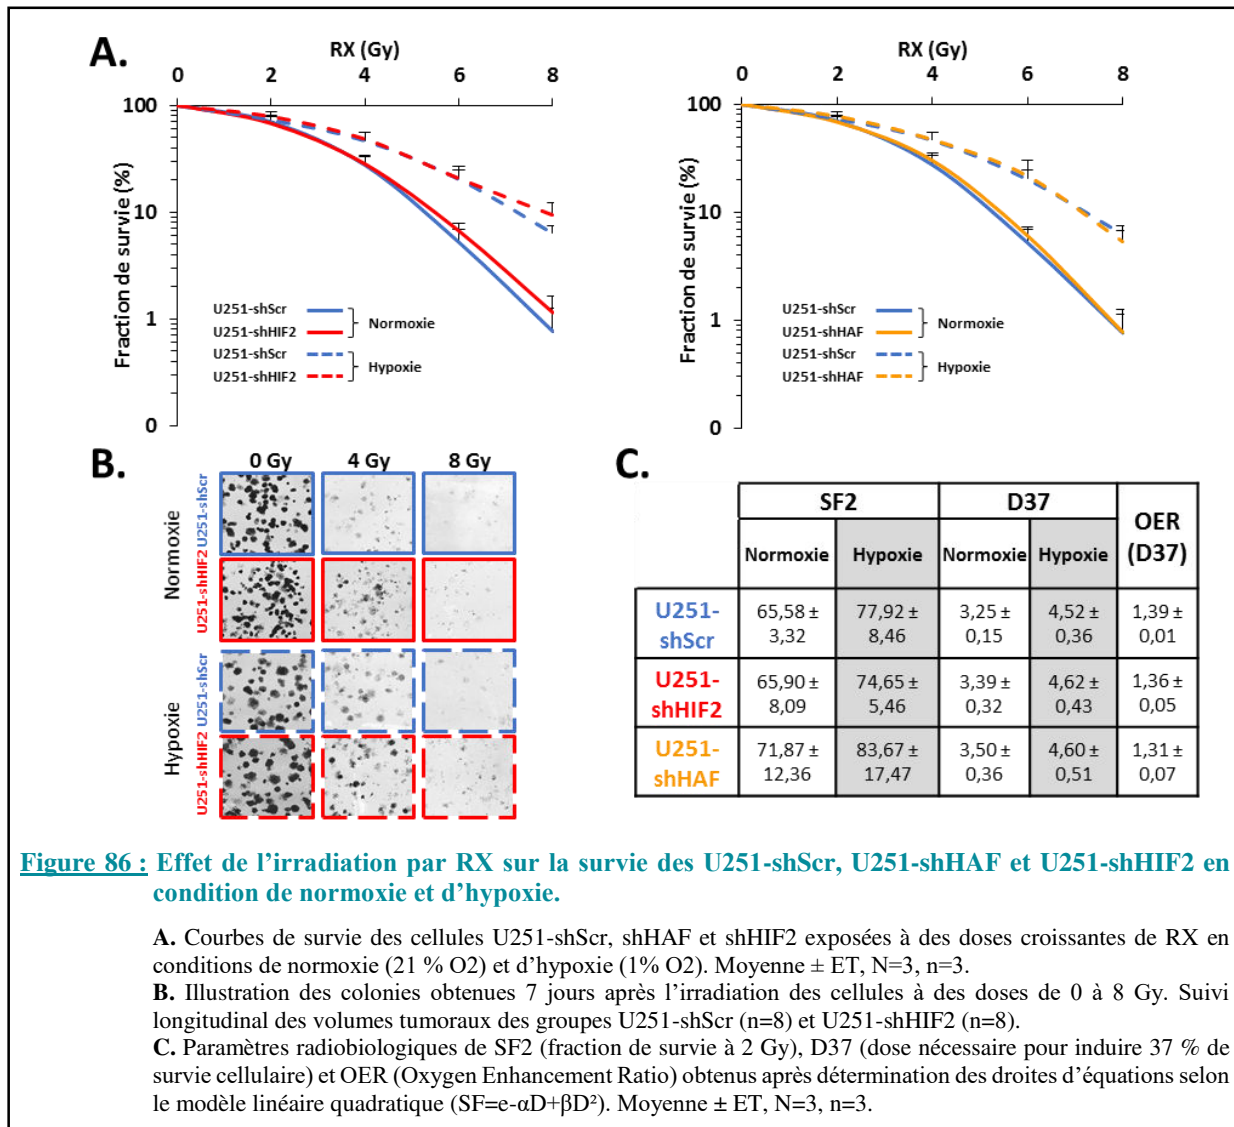 A.
RX (Gy)
0 2 4 6 8
Fraction de survie (%)
100
10
1
0
U251-shScr
U251-shHIF2
Normoxie
U251-shScr
U251-shHIF2
Hypoxie
RX (Gy)
0 2 4 6 8
Fraction de survie (%)
100
10
1
0
U251-shScr
U251-shHAF
Normoxie
U251-shScr
U251-shHAF
Hypoxie
B.
0 Gy 4 Gy 8 Gy
Normoxie
U251-shScr
U251-shHIF2
Hypoxie
U251-shScr
U251-shHIF2
C.
SF2 D37 OER (D37)
Normoxie Hypoxie Normoxie Hypoxie
U251-shScr 65,58 ± 3,32 77,92 ± 8,46 3,25 ± 0,15 4,52 ± 0,36 1,39 ± 0,01
U251-shHIF2 65,90 ± 8,09 74,65 ± 5,46 3,39 ± 0,32 4,62 ± 0,43 1,36 ± 0,05
U251-shHAF 71,87 ± 12,36 83,67 ± 17,47 3,50 ± 0,36 4,60 ± 0,51 1,31 ± 0,07
Figure 86 : Effet de l'irradiation par RX sur la survie des U251-shScr, U251-shHAF et U251-shHIF2 en
condition de normoxie et d'hypoxie.
A. Courbes de survie des cellules U251-shScr, shHAF et shHIF2 exposées à des doses croissantes de RX en
conditions de normoxie (21 % O2) et d'hypoxie (1% O2). Moyenne ± ET, N=3, n=3.
B. Illustration des colonies obtenues 7 jours après l'irradiation des cellules à des doses de 0 à 8 Gy. Suivi
longitudinal des volumes tumoraux des groupes U251-shScr (n=8) et U251-shHIF2 (n=8).
C. Paramètres radiobiologiques de SF2 (fraction de survie à 2 Gy), D37 (dose nécessaire pour induire 37 % de
survie cellulaire) et OER (Oxygen Enhancement Ratio) obtenus après détermination des droites d'équations selon
le modèle linéaire quadratique (SF=e-αD+βD²). Moyenne ± ET, N=3, n=3.